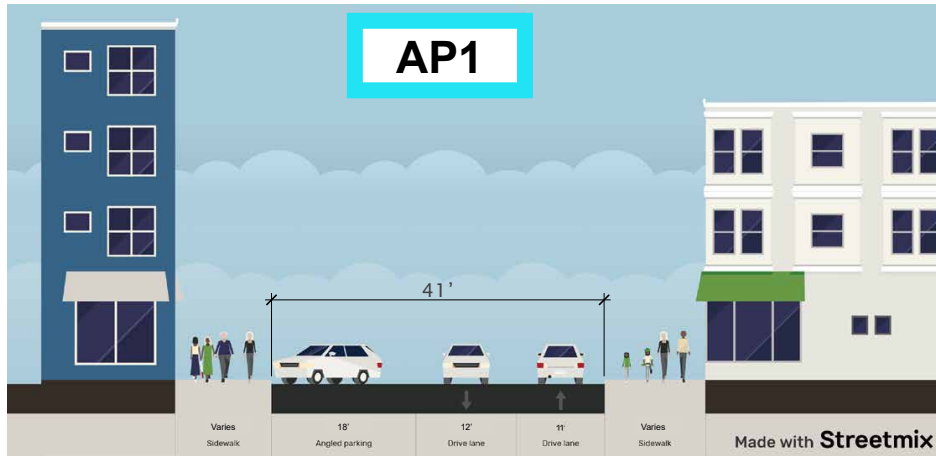 AP1
41'
Varies
Sidewalk
18'
Angled parking
12'
Drive lane
11'
Drive lane
Varies
Sidewalk
Made with Streetmix